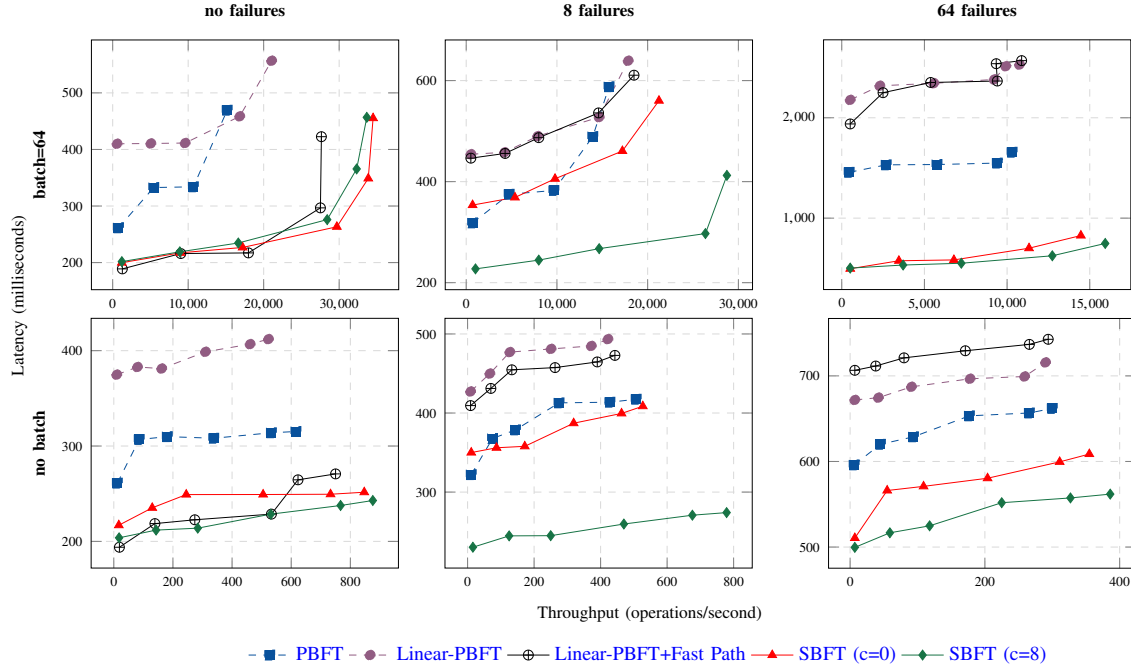 no failures 8 failures 64 failures
batch=64
500
400
300
200
0 10,000 20,000 30,000
600
400
200
0 10,000 20,000 30,000
2,000
1,000
0 5,000 10,000 15,000
Latency (milliseconds)
no batch
400
300
200
0 200 400 600 800
500
400
300
0 200 400 600 800
700
600
500
0 200 400
Throughput (operations/second)
PBFT Linear-PBFT Linear-PBFT+Fast Path SBFT (c=0) SBFT (c=8)